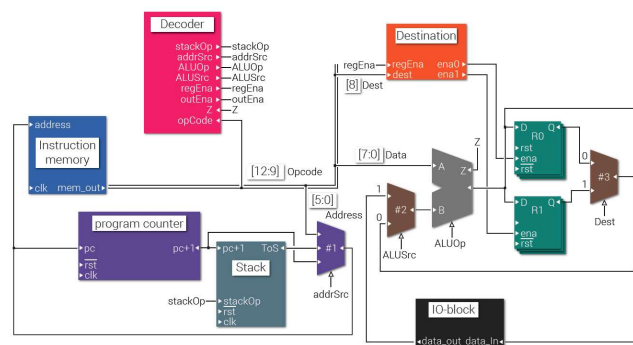 Decoder
stackOp
stackOp
addrSrc
addrSrc
ALUOp
ALUOp
ALUSrc
ALUSrc
regEna
regEna
outEna
outEna
Z
Z
opCode
Destination
regEna
regEna
ena0
dest
ena1
[8] Dest
address
Instruction
memory
clk
mem_out
[12:9] Opcode
[7:0] Data
[5:0]
Address
A
Z
Z
B
ALUOp
1
0
#2
ALUSrc
D
Q
R0
rst
ena
rst
D
Q
R1
ena
rst
0
1
#3
Dest
program counter
pc
pc+1
rst
clk
pc+1
ToS
Stack
stackOp
stackOp
rst
clk
#1
addrSrc
IO-block
data_out
data_In